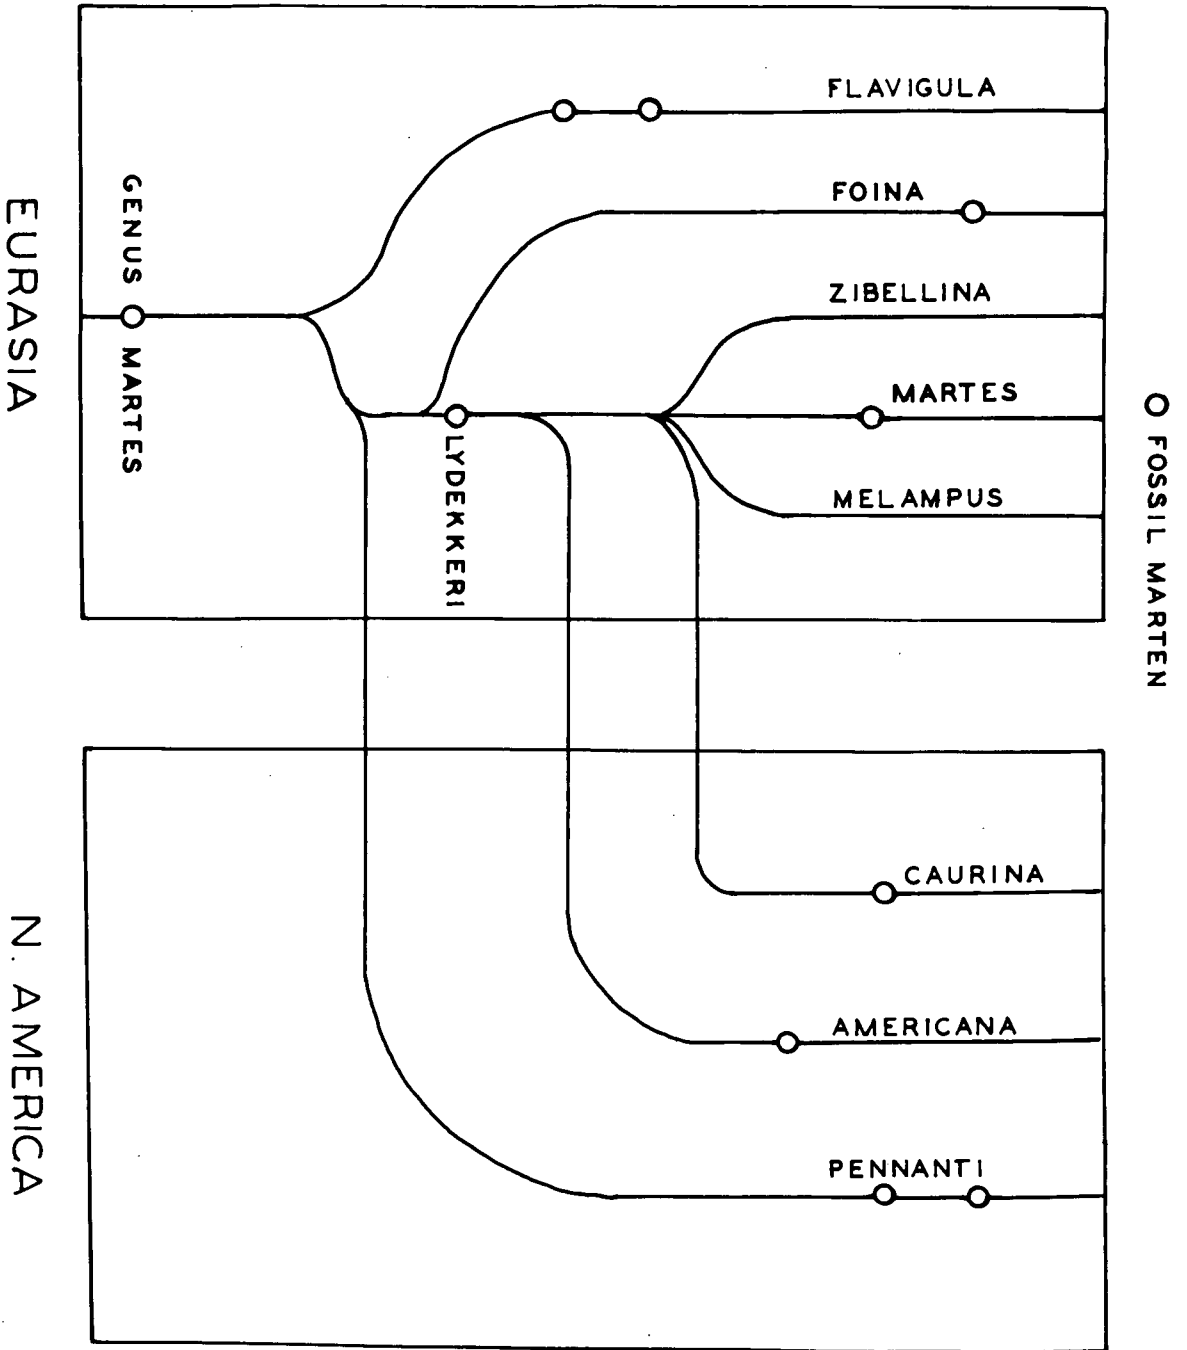 FLAVIGULA
FOINA
ZIBELLINA
MARTES
MELAMPUS
GENUS MARTES
LYDEKKERI
EURASIA
O FOSSIL MARTEN
CAURINA
AMERICANA
PENNANTI
N. AMERICA